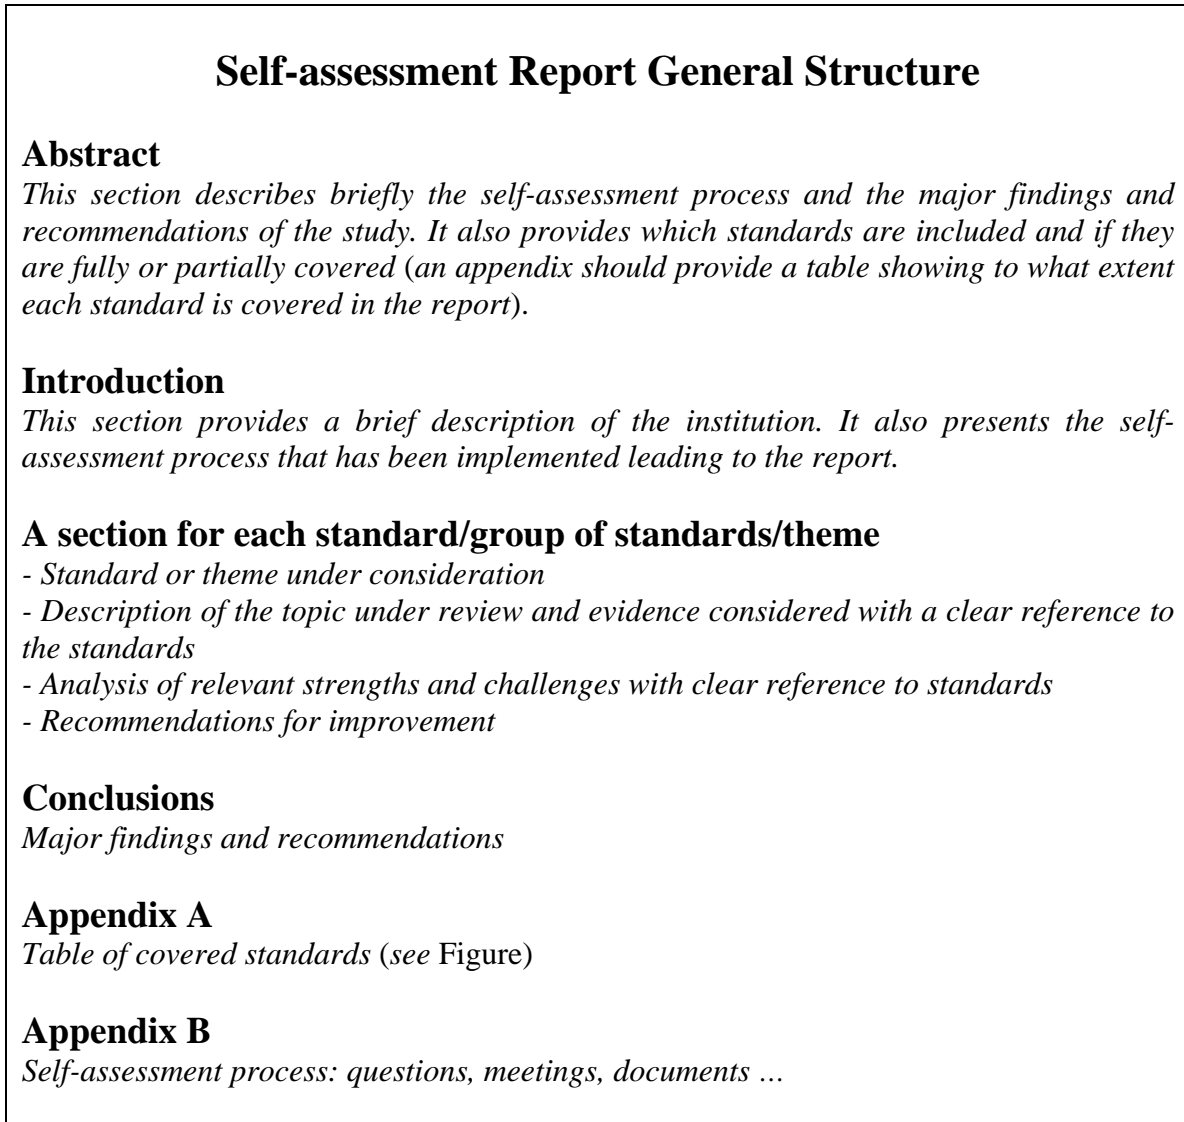 Self-assessment Report General Structure
Abstract
This section describes briefly the self-assessment process and the major findings and
recommendations of the study. It also provides which standards are included and if they
are fully or partially covered (an appendix should provide a table showing to what extent
each standard is covered in the report).
Introduction
This section provides a brief description of the institution. It also presents the self-
assessment process that has been implemented leading to the report.
A section for each standard/group of standards/theme
- Standard or theme under consideration
- Description of the topic under review and evidence considered with a clear reference to
the standards
- Analysis of relevant strengths and challenges with clear reference to standards
- Recommendations for improvement
Conclusions
Major findings and recommendations
Appendix A
Table of covered standards (see Figure)
Appendix B
Self-assessment process: questions, meetings, documents …